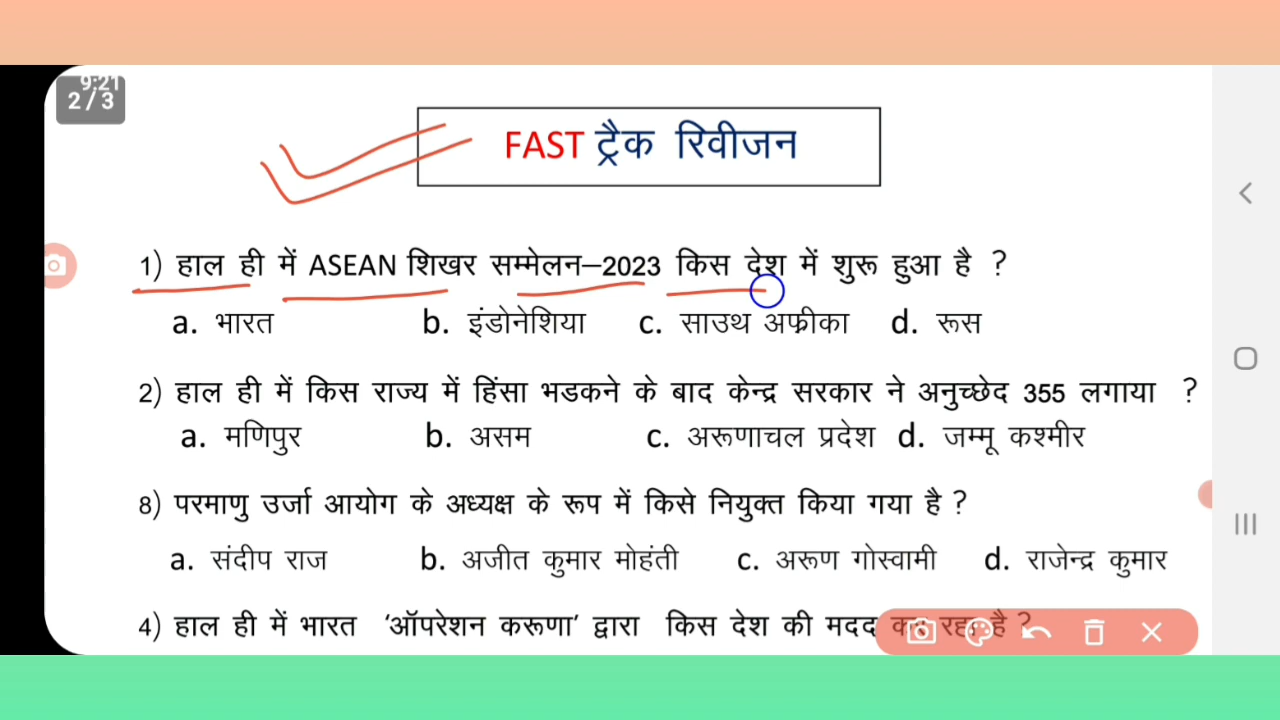 9:21
2/3
FAST ट्रैक रिवीजन
1) हाल ही में ASEAN शिखर सम्मेलन–2023 किस देश में शुरू हुआ है ?
a. भारत b. इंडोनेशिया c. साउथ अफ्रीका d. रूस
2) हाल ही में किस राज्य में हिंसा भडकने के बाद केन्द्र सरकार ने अनुच्छेद 355 लगाया ?
a. मणिपुर b. असम c. अरूणाचल प्रदेश d. जम्मू कश्मीर
8) परमाणु उर्जा आयोग के अध्यक्ष के रूप में किसे नियुक्त किया गया है ?
a. संदीप राज b. अजीत कुमार मोहंती c. अरूण गोस्वामी d. राजेन्द्र कुमार
4) हाल ही में भारत ‘ऑपरेशन करूणा’ द्वारा किस देश की मदद कर रहा है ?